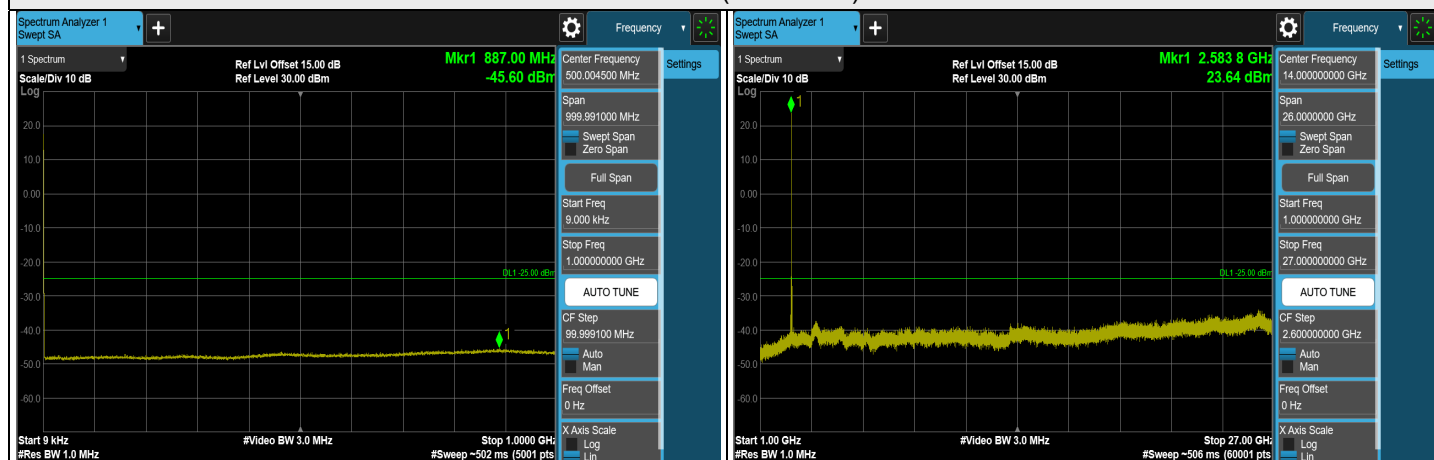 Spectrum Analyzer 1
Swept SA
+
Frequency
1 Spectrum
Scale/Div 10 dB
Log
Ref Lvl Offset 15.00 dB
Ref Level 30.00 dBm
Mkr1 887.00 MHz
-45.60 dBm
1
20.0
10.0
0.00
-10.0
-20.0
-30.0
-40.0
-50.0
-60.0
DL1 -25.00 dBm
Start 9 kHz
#Res BW 1.0 MHz
#Video BW 3.0 MHz
Stop 1.0000 GHz
#Sweep ~502 ms (5001 pts
Center Frequency
500.004500 MHz
Settings
Span
999.991000 MHz
Swept Span
Zero Span
Full Span
Start Freq
9.000 kHz
Stop Freq
1.000000000 GHz
AUTO TUNE
CF Step
99.999100 MHz
Auto
Man
Freq Offset
0 Hz
X Axis Scale
Log
Lin
Spectrum Analyzer 1
Swept SA
+
Frequency
1 Spectrum
Scale/Div 10 dB
Log
Ref Lvl Offset 15.00 dB
Ref Level 30.00 dBm
Mkr1 2.583 8 GHz
23.64 dBm
1
20.0
10.0
0.00
-10.0
-20.0
-30.0
-40.0
-50.0
-60.0
DL1 -25.00 dBm
Start 1.00 GHz
#Res BW 1.0 MHz
#Video BW 3.0 MHz
Stop 27.00 GHz
#Sweep ~506 ms (60001 pts
Center Frequency
14.00000000 GHz
Settings
Span
26.0000000 GHz
Swept Span
Zero Span
Full Span
Start Freq
1.000000000 GHz
Stop Freq
27.000000000 GHz
AUTO TUNE
CF Step
2.600000000 GHz
Auto
Man
Freq Offset
0 Hz
X Axis Scale
Log
Lin